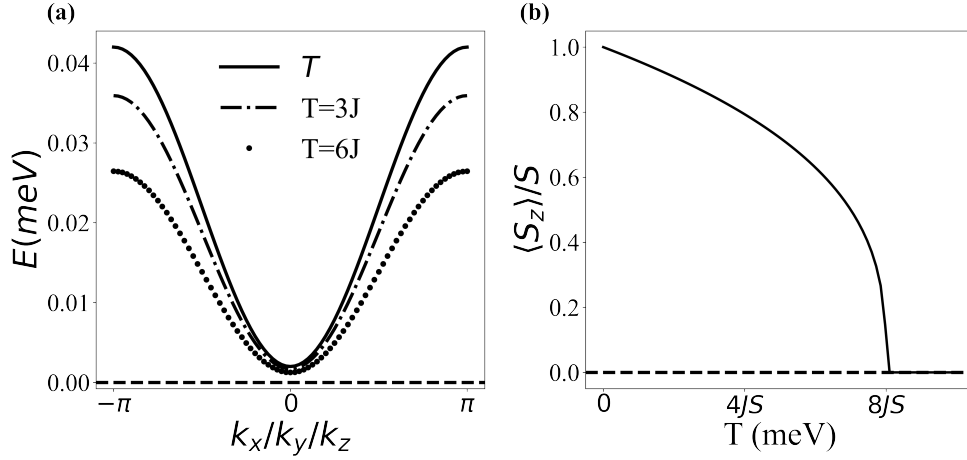 (a)
E(meV)
0.04
0.03
0.02
0.01
0.00
T
T=3J
T=6J
−π
0
π
k_x/k_y/k_z
(b)
⟨S_z⟩/S
1.0
0.8
0.6
0.4
0.2
0.0
0
4JS
8JS
T (meV)